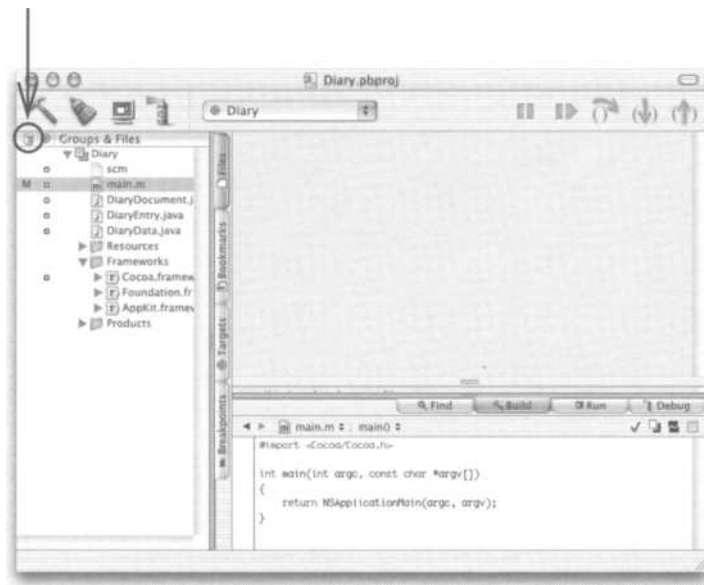 Diary.pbproj
Diary
Groups & Files
Diary
scm
M main.m
DiaryDocument.j
DiaryEntry.java
DiaryData.java
Resources
Frameworks
Cocoa.framew
Foundation.fr
AppKit.framew
Products
Files
Bookmarks
Targets
Breakpoints
Find Build Run Debug
main.m : main()
#import <Cocoa/Cocoa.h>
int main(int argc, const char *argv[])
{
return NSApplicationMain(argc, argv);
}